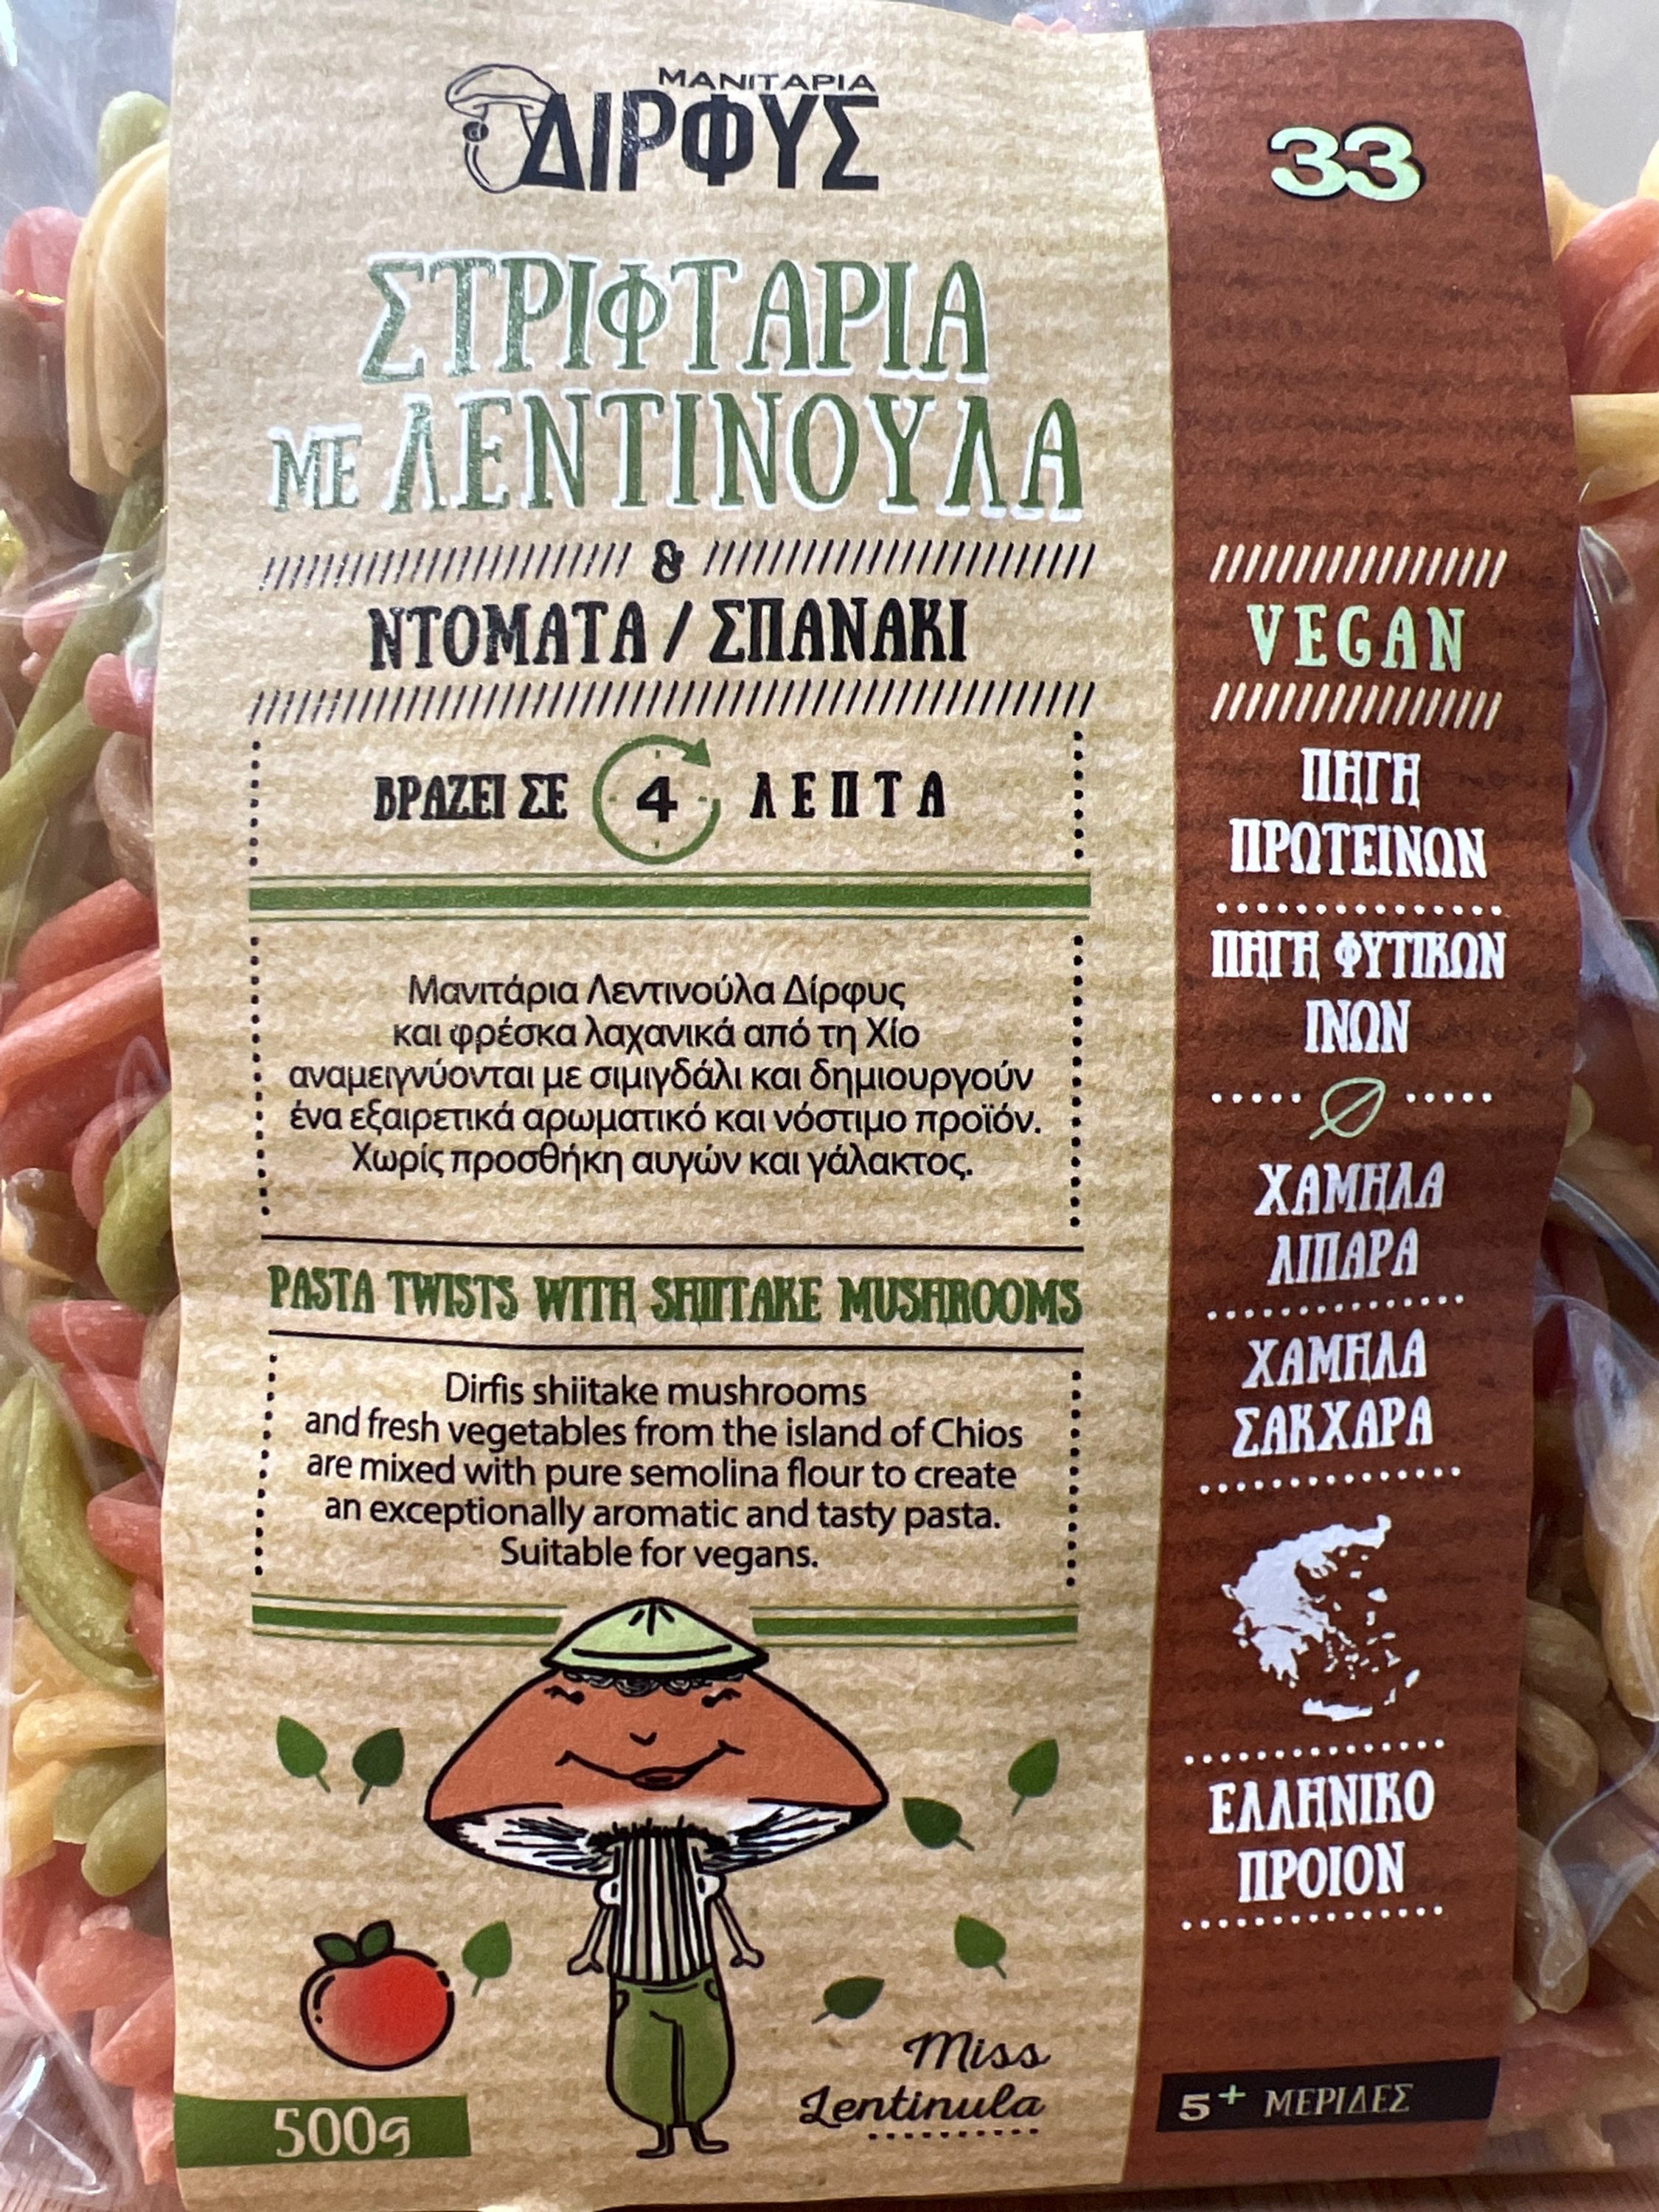 ΜΑΝΙΤΑΡΙΑ
ΔΙΡΦΥΣ
ΣΤΡΙΦΤΑΡΙΑ
ΜΕ ΛΕΝΤΙΝΟΥΛΑ
&
ΝΤΟΜΑΤΑ / ΣΠΑΝΑΚΙ
ΒΡΑΖΕΙ ΣΕ 4 ΛΕΠΤΑ
Μανιτάρια Λεντινούλα Δίρφυς
και φρέσκα λαχανικά από τη Χίο
αναμειγνύονται με σιμιγδάλι και δημιουργούν
ένα εξαιρετικά αρωματικό και νόστιμο προϊόν.
Χωρίς προσθήκη αυγών και γάλακτος.
PASTA TWISTS WITH SHIITAKE MUSHROOMS
Dirfis shiitake mushrooms
and fresh vegetables from the island of Chios
are mixed with pure semolina flour to create
an exceptionally aromatic and tasty pasta.
Suitable for vegans.
Miss
Lentinula
500g
33
VEGAN
ΠΗΓΗ
ΠΡΩΤΕΙΝΩΝ
ΠΗΓΗ ΦΥΤΙΚΩΝ
ΙΝΩΝ
ΧΑΜΗΛΑ
ΛΙΠΑΡΑ
ΧΑΜΗΛΑ
ΣΑΚΧΑΡΑ
ΕΛΛΗΝΙΚΟ
ΠΡΟΙΟΝ
5+ ΜΕΡΙΔΕΣ